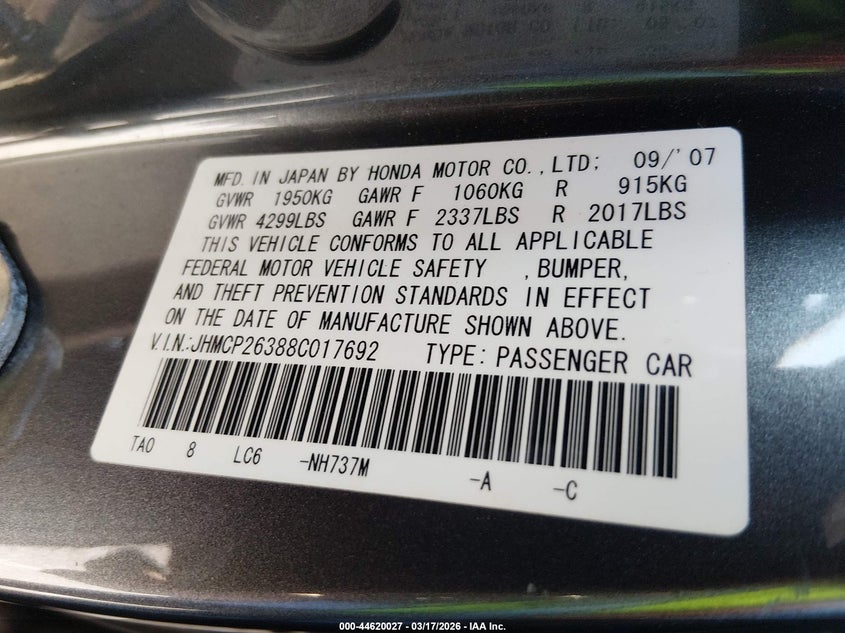 MFD. IN JAPAN BY HONDA MOTOR CO.,LTD; 09/'07
GVWR 1950KG GAWR F 1060KG R 915KG
GVWR 4299LBS GAWR F 2337LBS R 2017LBS
THIS VEHICLE CONFORMS TO ALL APPLICABLE
FEDERAL MOTOR VEHICLE SAFETY , BUMPER,
AND THEFT PREVENTION STANDARDS IN EFFECT
ON THE DATE OF MANUFACTURE SHOWN ABOVE.
V.I.N.:JHMCP26388C017692 TYPE: PASSENGER CAR
TA0 8 LC6 -NH737M -A -C
000-44620027 - 03/17/2026 - IAA Inc.